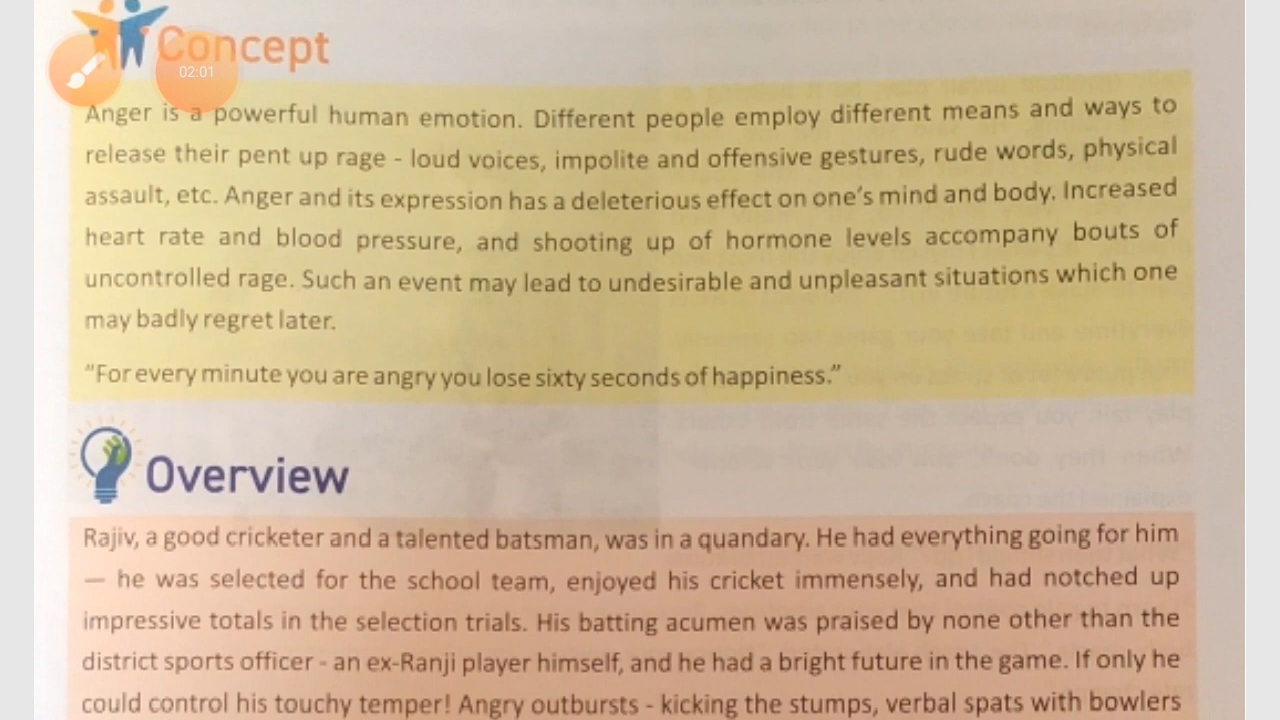 Concept
02:01
Anger is a powerful human emotion. Different people employ different means and ways to
release their pent up rage - loud voices, impolite and offensive gestures, rude words, physical
assault, etc. Anger and its expression has a deleterious effect on one's mind and body. Increased
heart rate and blood pressure, and shooting up of hormone levels accompany bouts of
uncontrolled rage. Such an event may lead to undesirable and unpleasant situations which one
may badly regret later.
"For every minute you are angry you lose sixty seconds of happiness."
Overview
Rajiv, a good cricketer and a talented batsman, was in a quandary. He had everything going for him
— he was selected for the school team, enjoyed his cricket immensely, and had notched up
impressive totals in the selection trials. His batting acumen was praised by none other than the
district sports officer - an ex-Ranji player himself, and he had a bright future in the game. If only he
could control his touchy temper! Angry outbursts - kicking the stumps, verbal spats with bowlers